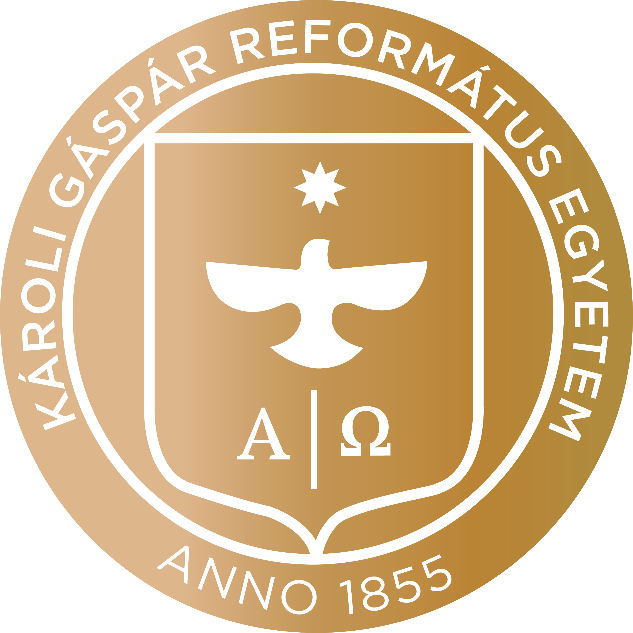 KÁROLI GÁSPÁR REFORMÁTUS EGYETEM
Α Ω
ANNO 1855